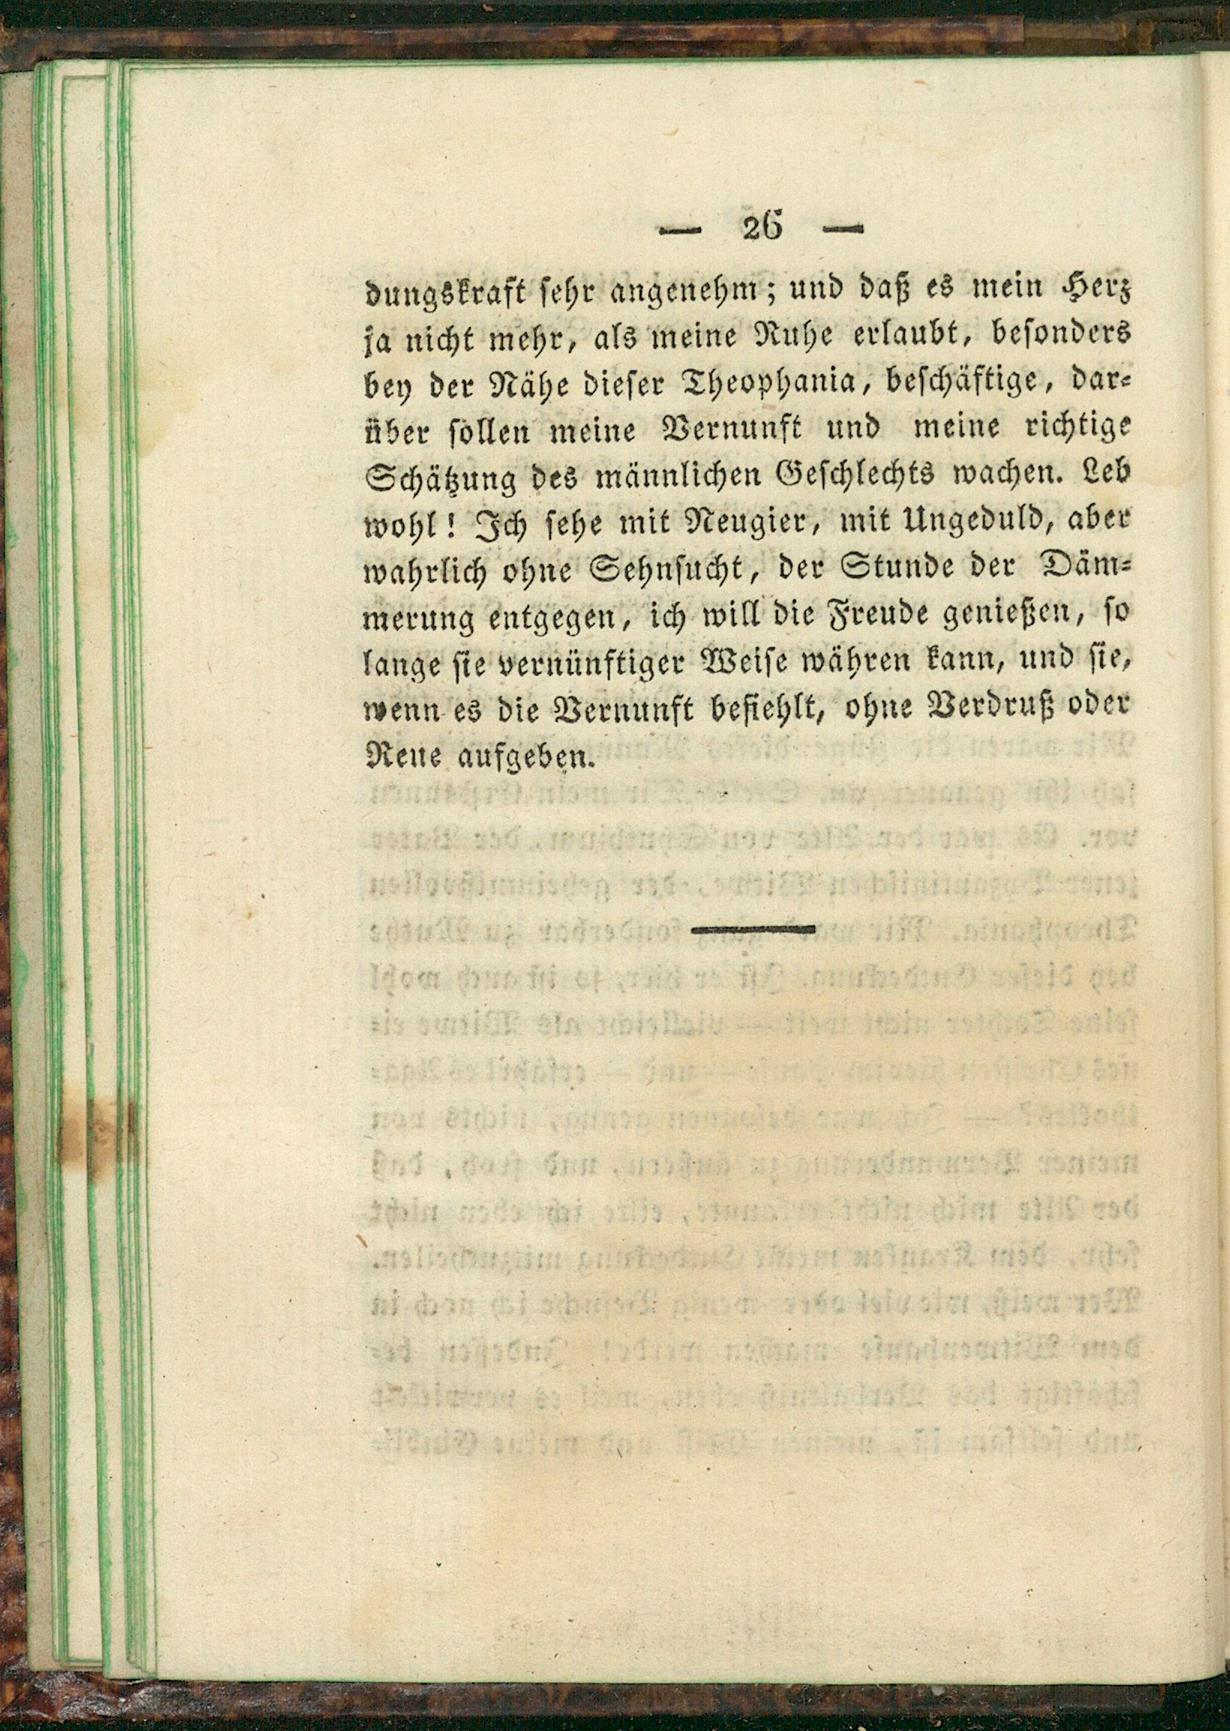 — 26 —
dungskraft sehr angenehm; und daß es mein Herz
ja nicht mehr, als meine Ruhe erlaubt, besonders
bey der Nähe dieser Theophania, beschäftige, dar-
über sollen meine Vernunft und meine richtige
Schätzung des männlichen Geschlechts wachen. Leb
wohl! Ich sehe mit Neugier, mit Ungeduld, aber
wahrlich ohne Sehnsucht, der Stunde der Däm-
merung entgegen, ich will die Freude genießen, so
lange sie vernünftiger Weise währen kann, und sie,
wenn es die Vernunft befiehlt, ohne Verdruß oder
Reue aufgeben.